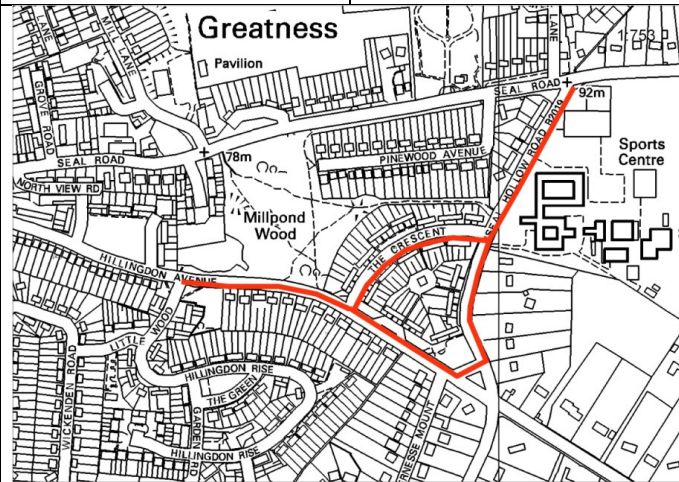 Greatness
Pavilion
MILL LANE
LANE
LANE
1.753
GROVE ROAD
SEAL ROAD
92m
SEAL ROAD
78m
PINEWOOD AVENUE
SEAL HOLLOW ROAD B2019
Sports
Centre
NORTH VIEW RD
Millpond
Wood
THE CRESCENT
HILLINGDON AVENUE
LITTLE WOOD
WICKENDEN ROAD
HILLINGDON RISE
THE GREEN
GARDEN RD
HILLINGDON RISE
MOUNT